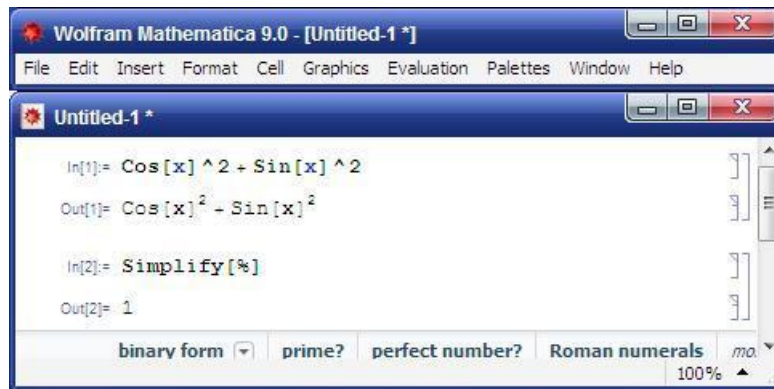 Wolfram Mathematica 9.0 - [Untitled-1 *]
File Edit Insert Format Cell Graphics Evaluation Palettes Window Help
Untitled-1 *
In[1]:= Cos[x]^2 + Sin[x]^2
Out[1]= Cos[x]² + Sin[x]²
In[2]:= Simplify[%]
Out[2]= 1
binary form prime? perfect number? Roman numerals mo
100%